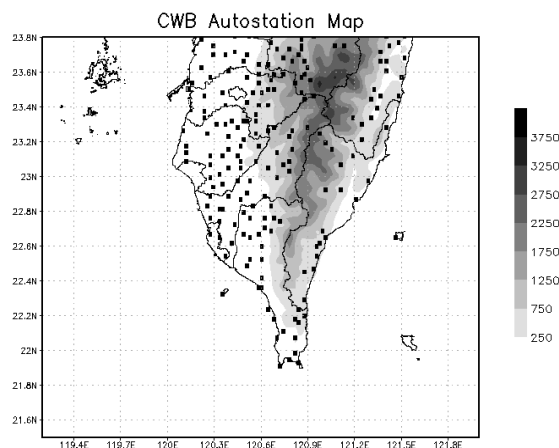 CWB Autostation Map
23.8N
23.6N
23.4N
23.2N
23N
22.8N
22.6N
22.4N
22.2N
22N
21.8N
21.6N
119.4E 119.7E 120E 120.3E 120.6E 120.9E 121.2E 121.5E 121.8E
3750
3250
2750
2250
1750
1250
750
250